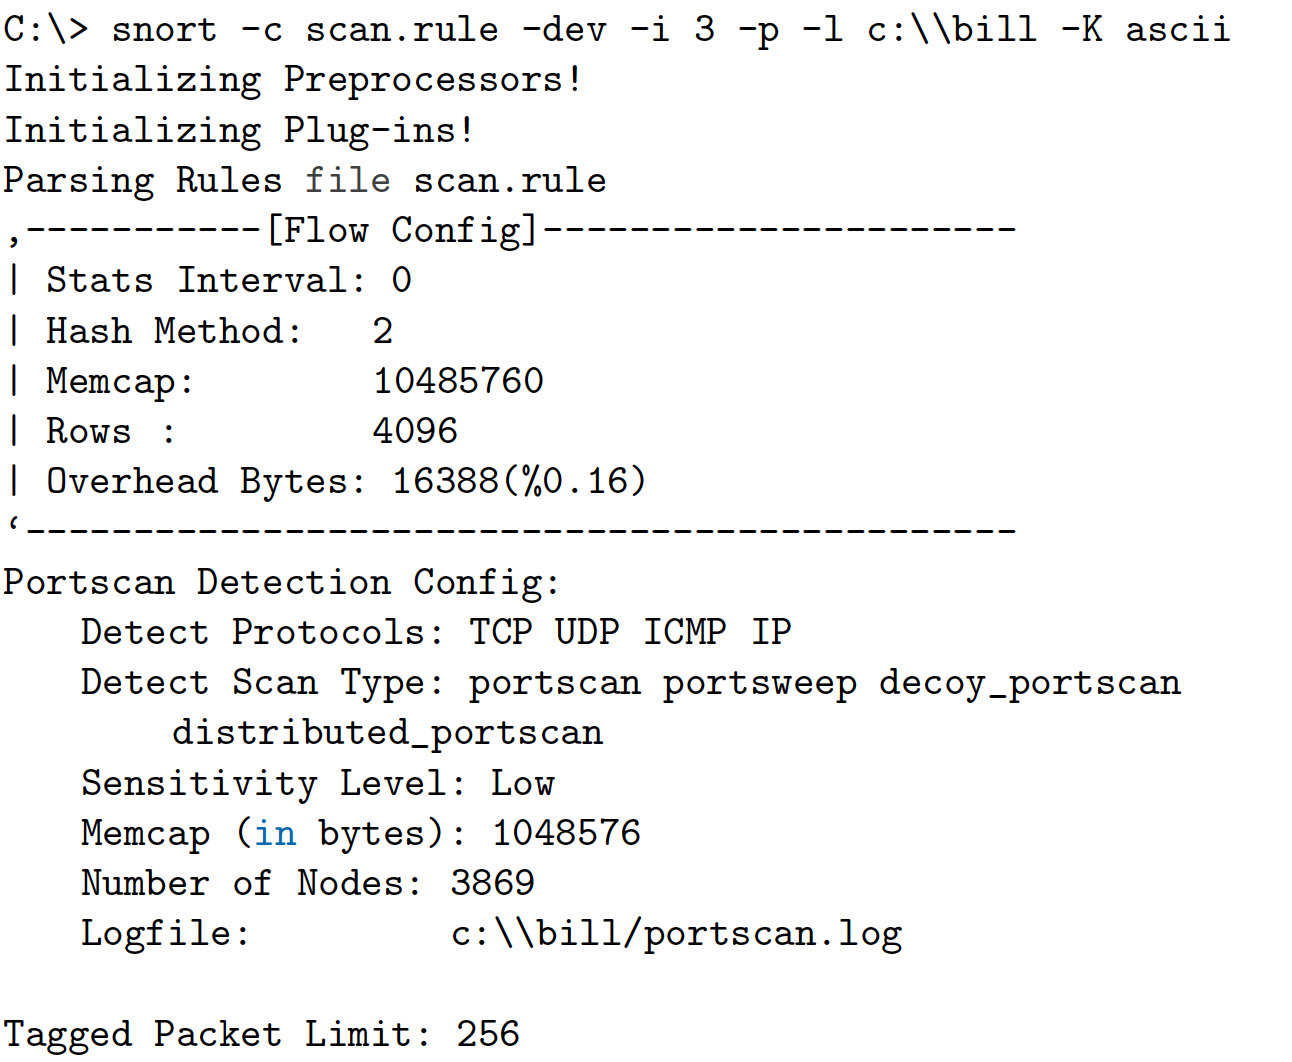 C:\> snort -c scan.rule -dev -i 3 -p -l c:\\bill -K ascii
Initializing Preprocessors!
Initializing Plug-ins!
Parsing Rules file scan.rule
,-----------[Flow Config]----------------------
| Stats Interval: 0
| Hash Method:   2
| Memcap:        10485760
| Rows :         4096
| Overhead Bytes: 16388(%0.16)
‘----------------------------------------------
Portscan Detection Config:
    Detect Protocols: TCP UDP ICMP IP
    Detect Scan Type: portscan portsweep decoy_portscan
        distributed_portscan
    Sensitivity Level: Low
    Memcap (in bytes): 1048576
    Number of Nodes: 3869
    Logfile:         c:\\bill/portscan.log

Tagged Packet Limit: 256